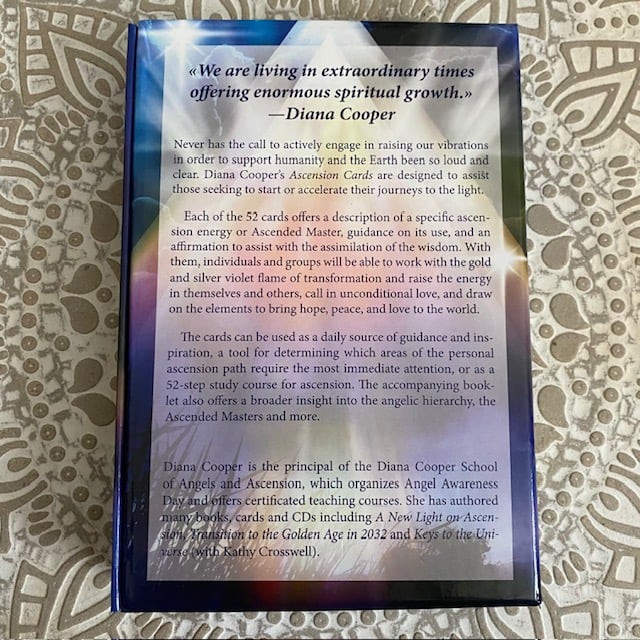 «We are living in extraordinary times
offering enormous spiritual growth.»
—Diana Cooper
Never has the call to actively engage in raising our vibrations
in order to support humanity and the Earth been so loud and
clear. Diana Cooper's Ascension Cards are designed to assist
those seeking to start or accelerate their journeys to the light.
Each of the 52 cards offers a description of a specific ascen-
sion energy or Ascended Master, guidance on its use, and an
affirmation to assist with the assimilation of the wisdom. With
them, individuals and groups will be able to work with the gold
and silver violet flame of transformation and raise the energy
in themselves and others, call in unconditional love, and draw
on the elements to bring hope, peace, and love to the world.
The cards can be used as a daily source of guidance and ins-
piration, a tool for determining which areas of the personal
ascension path require the most immediate attention, or as a
52-step study course for ascension. The accompanying book-
let also offers a broader insight into the angelic hierarchy, the
Ascended Masters and more.
Diana Cooper is the principal of the Diana Cooper School
of Angels and Ascension, which organizes Angel Awareness
Day and offers certificated teaching courses. She has authored
many books, cards and CDs including A New Light on Ascen-
sion, Transition to the Golden Age in 2032 and Keys to the Uni-
verse (with Kathy Crosswell).